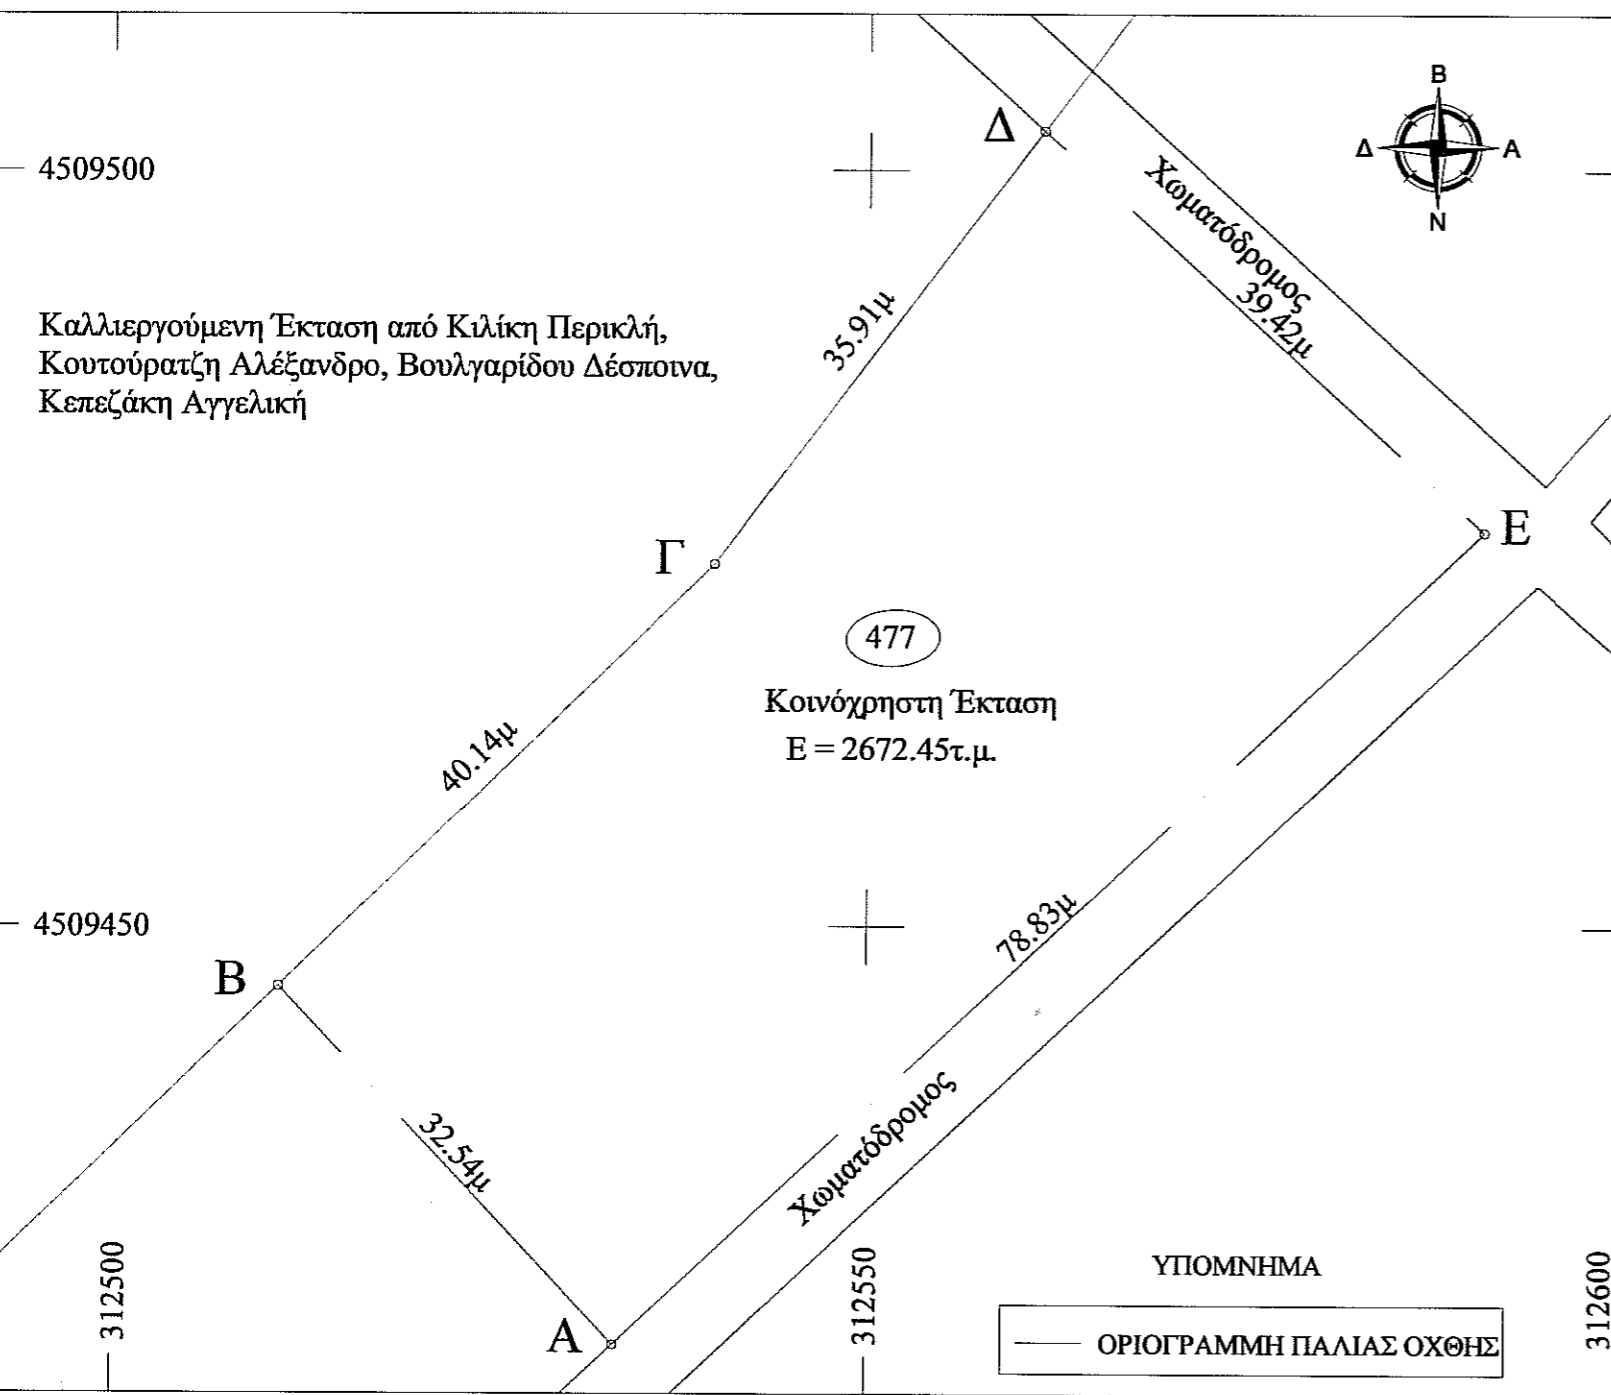 Β
Δ
Α
Ν
4509500
Δ
Χωματόδρομος
39.42μ
35.91μ
Καλλιεργούμενη Έκταση από Κιλίκη Περικλή,
Κουτούρατζη Αλέξανδρο, Βουλγαρίδου Δέσποινα,
Κεπεζάκη Αγγελική
Γ
Ε
477
Κοινόχρηστη Έκταση
Ε = 2672.45τ.μ.
40.14μ
4509450
Β
78.83μ
32.54μ
Χωματόδρομος
Α
312500
312550
312600
ΥΠΟΜΝΗΜΑ
ΟΡΙΟΓΡΑΜΜΗ ΠΑΛΙΑΣ ΟΧΘΗΣ